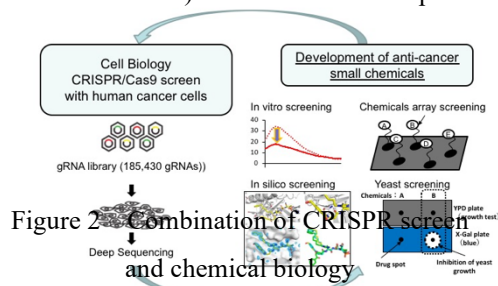 Cell Biology
CRISPR/Cas9 screen
with human cancer cells
gRNA library (185,430 gRNAs))
Deep Sequencing
Development of anti-cancer
small chemicals
In vitro screening
40
30
20
10
0
Chemicals array screening
A
B
C
D
E
In silico screening
Yeast screening
Chemicals : A B
YPD plate
(growth test)
X-Gal plate
(blue)
Drug spot
Inhibition of yeast
growth
Figure 2 Combination of CRISPR screen
and chemical biology